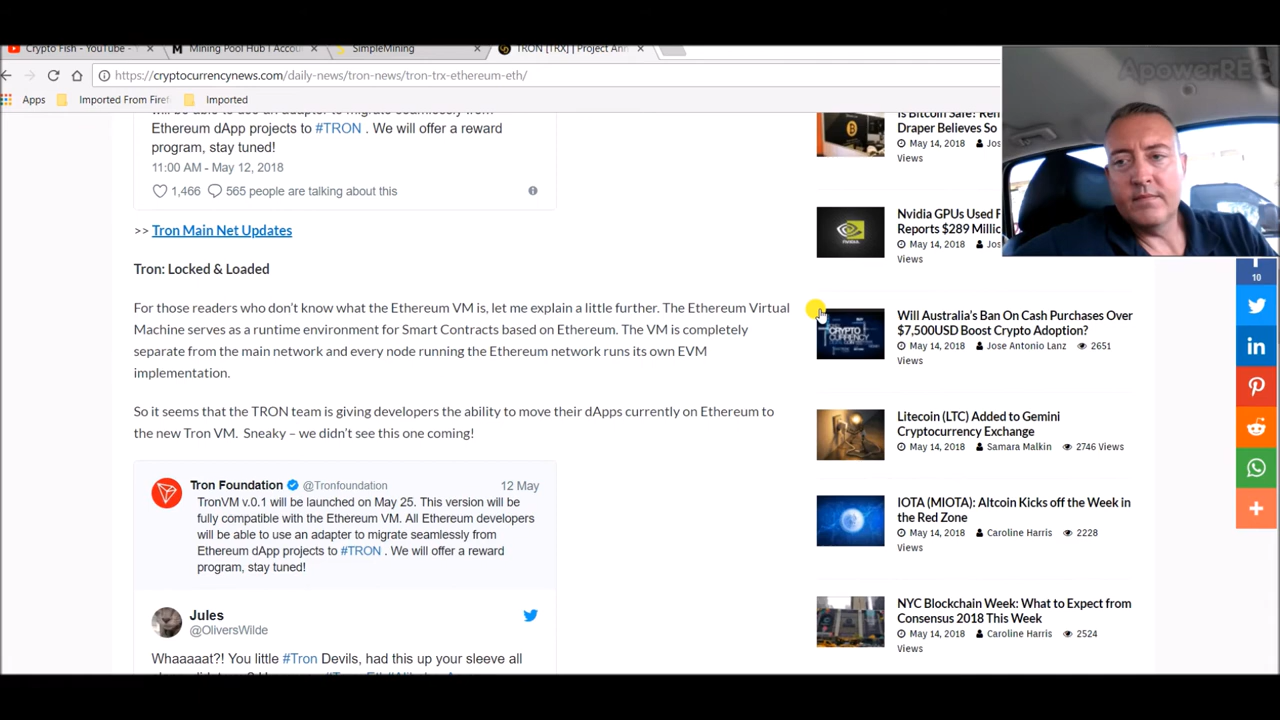 Crypto Fish - YouTube -
Mining Pool Hub | Accou
SimpleMining
TRON [TRX] | Project Ann
https://cryptocurrencynews.com/daily-news/tron-news/tron-trx-ethereum-eth/
Apps
Imported From Firef
Imported
ApowerREC
Ethereum dApp projects to #TRON . We will offer a reward
program, stay tuned!
11:00 AM - May 12, 2018
1,466
565 people are talking about this
>> Tron Main Net Updates
Tron: Locked & Loaded
For those readers who don't know what the Ethereum VM is, let me explain a little further. The Ethereum Virtual
Machine serves as a runtime environment for Smart Contracts based on Ethereum. The VM is completely
separate from the main network and every node running the Ethereum network runs its own EVM
implementation.
So it seems that the TRON team is giving developers the ability to move their dApps currently on Ethereum to
the new Tron VM. Sneaky – we didn't see this one coming!
Tron Foundation @Tronfoundation 12 May
TronVM v.0.1 will be launched on May 25. This version will be
fully compatible with the Ethereum VM. All Ethereum developers
will be able to use an adapter to migrate seamlessly from
Ethereum dApp projects to #TRON . We will offer a reward
program, stay tuned!
Jules
@OliversWilde
Whaaaaat?! You little #Tron Devils, had this up your sleeve all
Is Bitcoin Safe?
Draper Believes So
May 14, 2018 Jos
Views
Nvidia GPUs Used F
Reports $289 Millic
May 14, 2018 Jos
Views
NVIDIA
Will Australia's Ban On Cash Purchases Over
$7,500USD Boost Crypto Adoption?
May 14, 2018 Jose Antonio Lanz 2651
Views
CRYPTO
CURRENCY
Litecoin (LTC) Added to Gemini
Cryptocurrency Exchange
May 14, 2018 Samara Malkin 2746 Views
IOTA (MIOTA): Altcoin Kicks off the Week in
the Red Zone
May 14, 2018 Caroline Harris 2228
Views
NYC Blockchain Week: What to Expect from
Consensus 2018 This Week
May 14, 2018 Caroline Harris 2524
Views
10